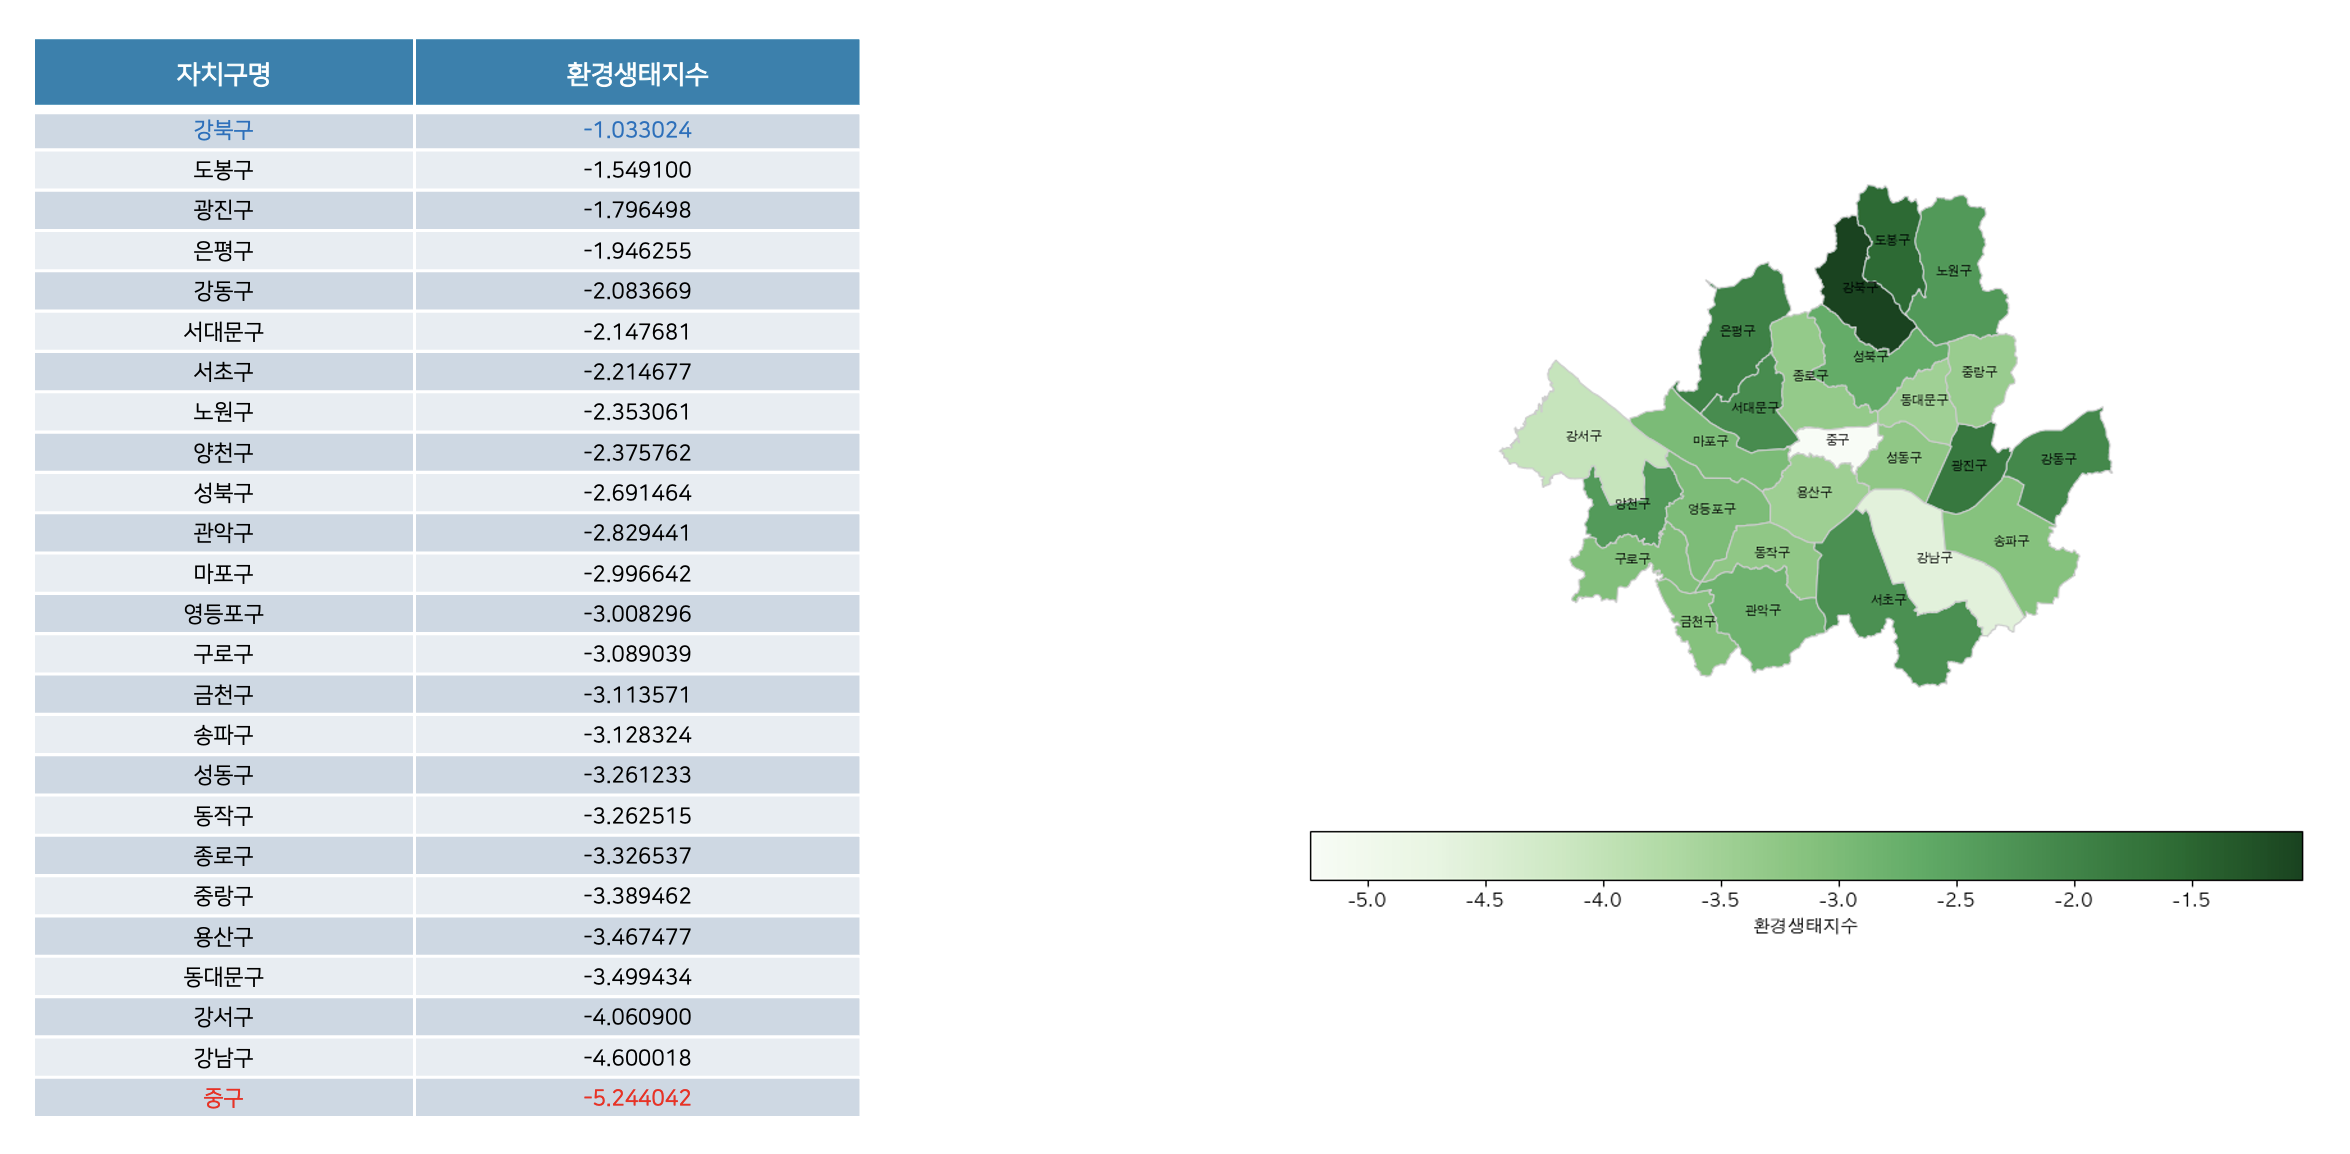 자치구명 환경생태지수
강북구 -1.033024
도봉구 -1.549100
광진구 -1.796498
은평구 -1.946255
강동구 -2.083669
서대문구 -2.147681
서초구 -2.214677
노원구 -2.353061
양천구 -2.375762
성북구 -2.691464
관악구 -2.829441
마포구 -2.996642
영등포구 -3.008296
구로구 -3.089039
금천구 -3.113571
송파구 -3.128324
성동구 -3.261233
동작구 -3.262515
종로구 -3.326537
중랑구 -3.389462
용산구 -3.467477
동대문구 -3.499434
강서구 -4.060900
강남구 -4.600018
중구 -5.244042
도봉구
노원구
강북구
은평구
성북구
종로구
중랑구
동대문구
서대문구
강서구
마포구
중구
성동구
광진구
강동구
용산구
양천구
영등포구
송파구
동작구
구로구
강남구
서초구
관악구
금천구
-5.0 -4.5 -4.0 -3.5 -3.0 -2.5 -2.0 -1.5
환경생태지수